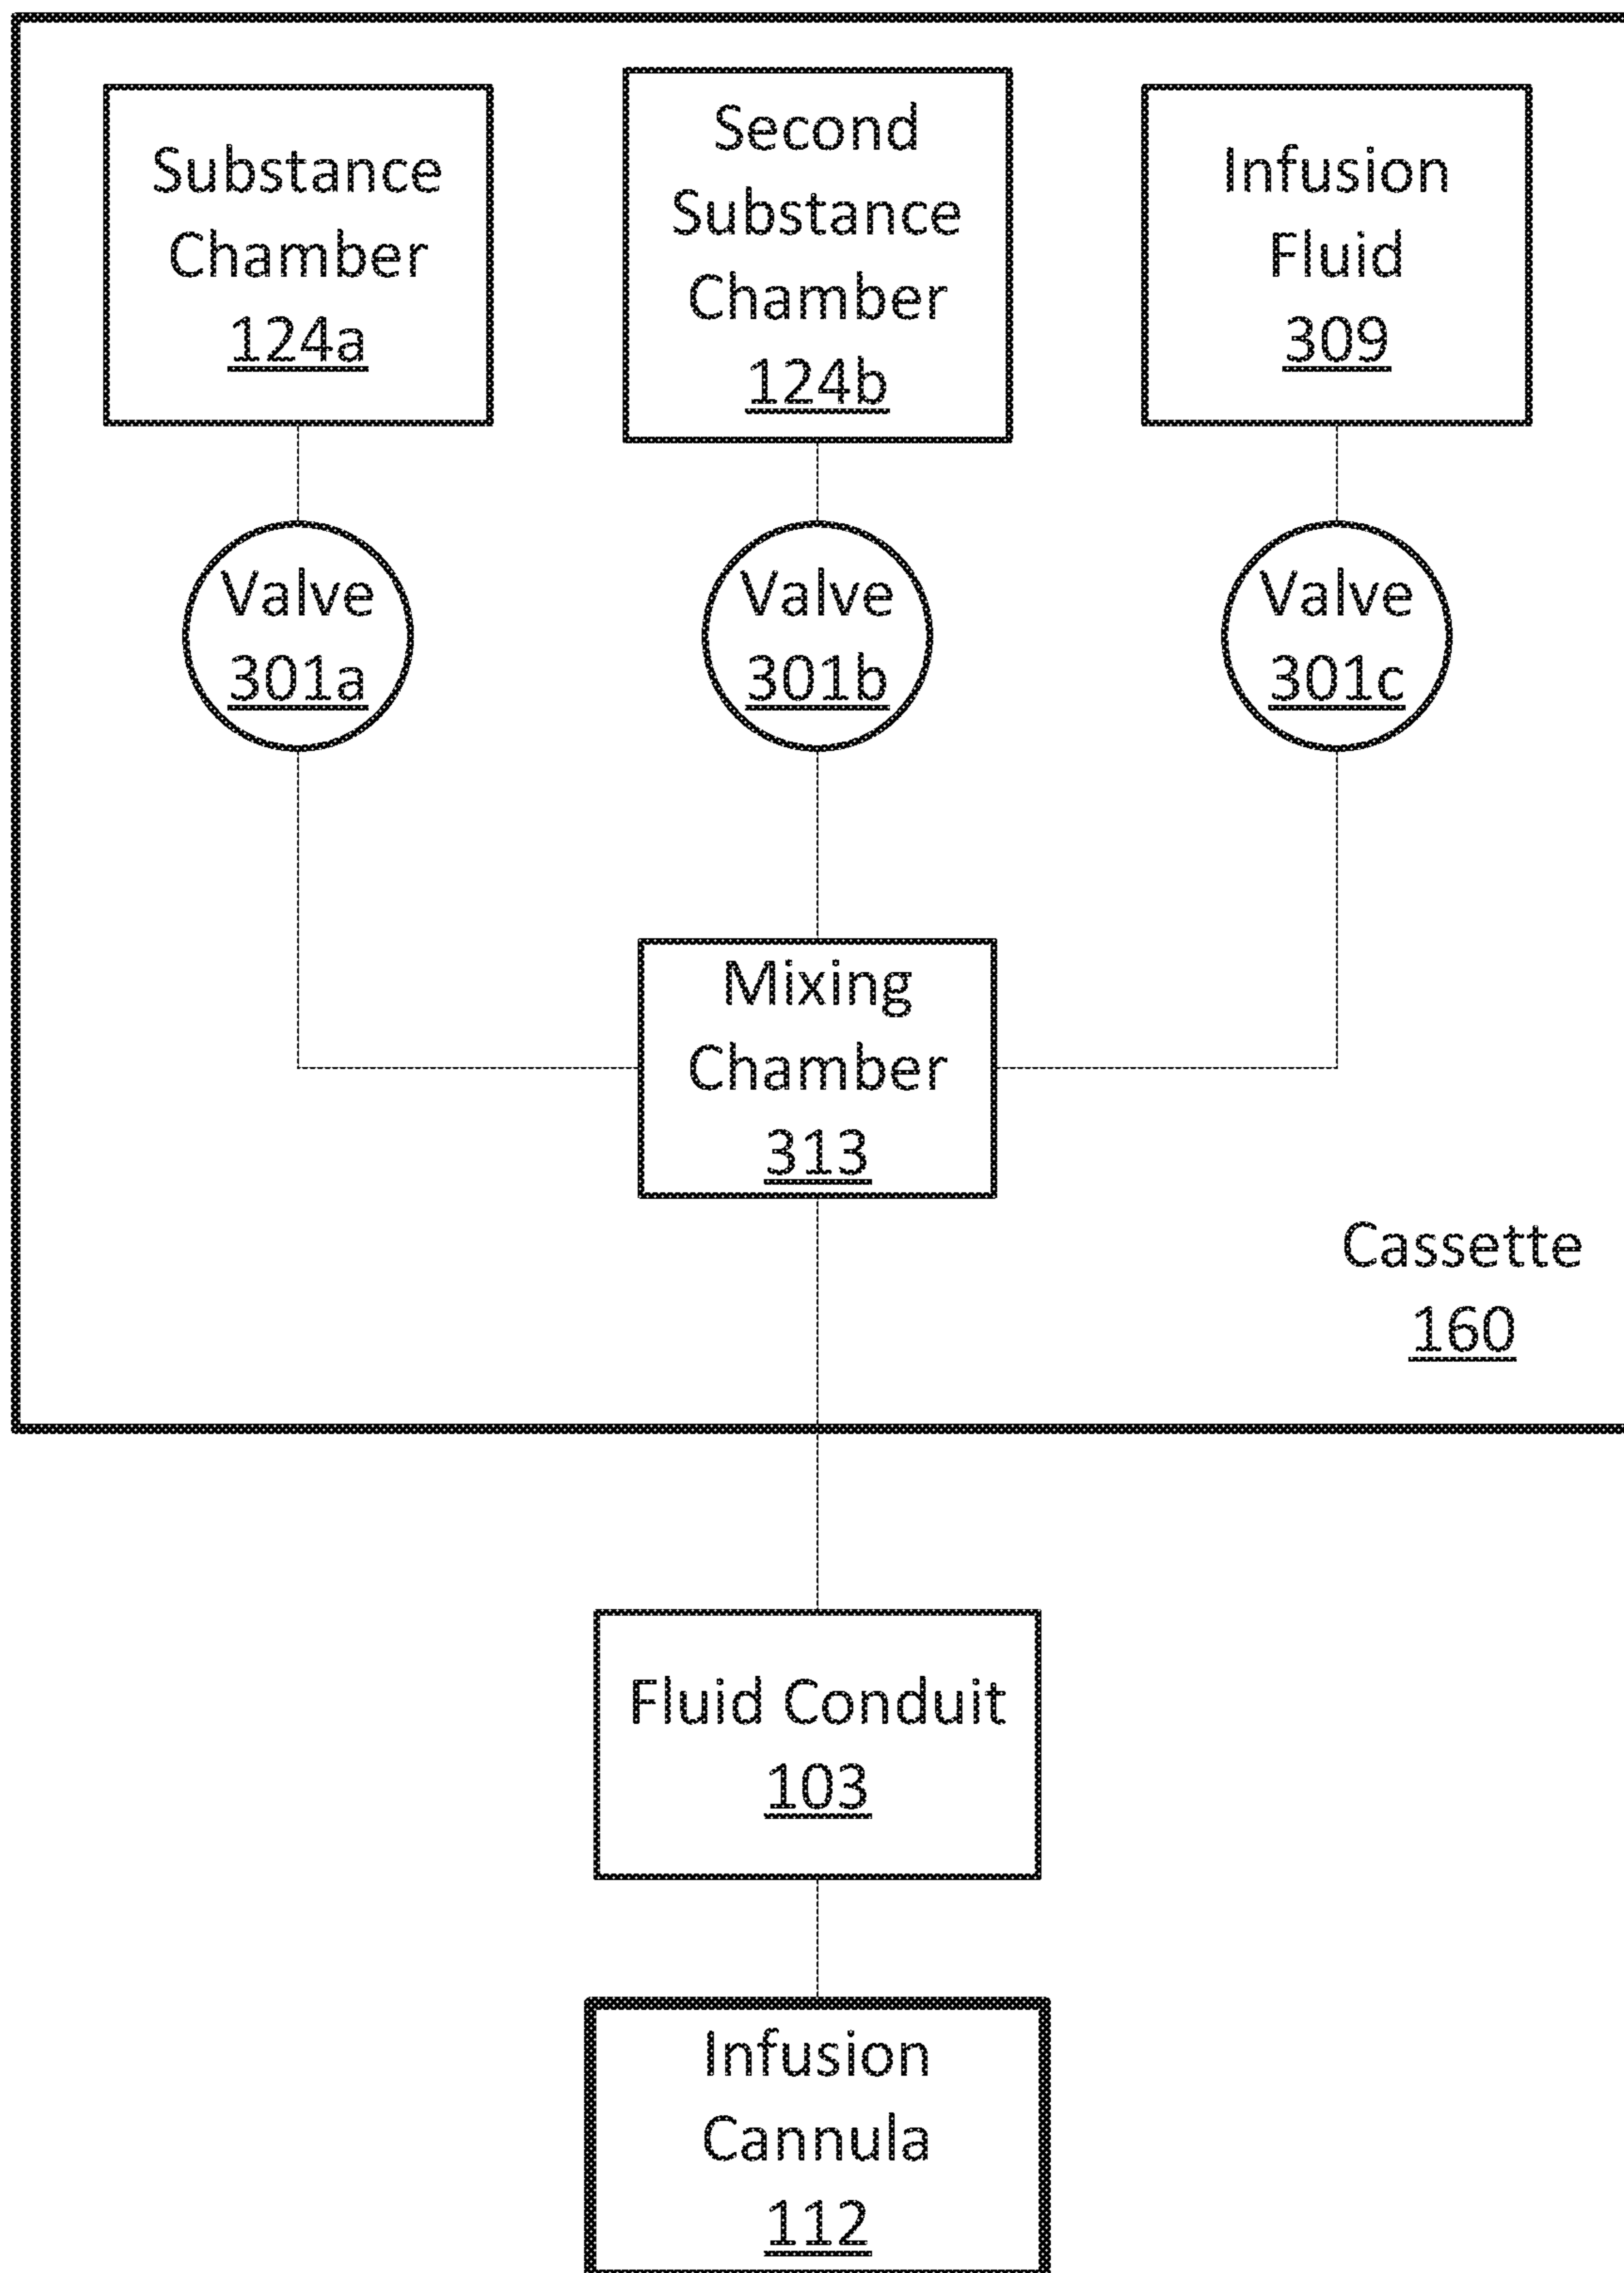 Substance
Chamber
124a
Second
Substance
Chamber
124b
Infusion
Fluid
309
Valve
301a
Valve
301b
Valve
301c
Mixing
Chamber
313
Cassette
160
Fluid Conduit
103
Infusion
Cannula
112